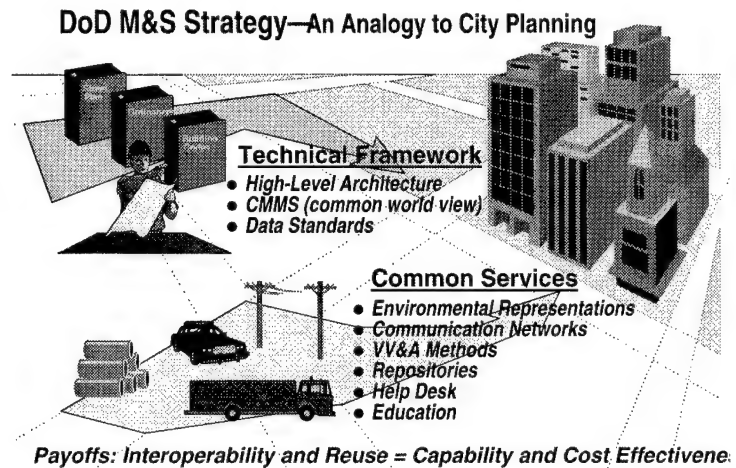 DoD M&S Strategy—An Analogy to City Planning
Technical Framework
• High-Level Architecture
• CMMS (common world view)
• Data Standards
Common Services
• Environmental Representations
• Communication Networks
• VV&A Methods
• Repositories
• Help Desk
• Education
Payoffs: Interoperability and Reuse = Capability and Cost Effectivene